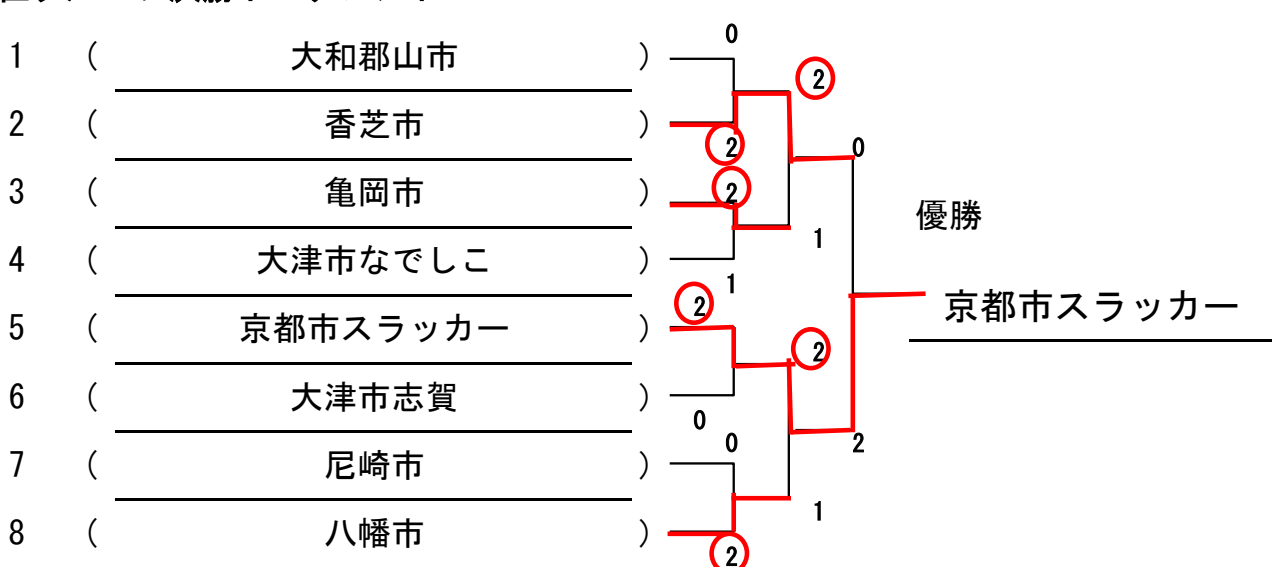 0
1 ( 大和郡山市 )
2
2 ( 香芝市 )
2
0
2
3 ( 亀岡市 )
優勝
1
4 ( 大津市なでしこ )
1
2
京都市スラッカー
5 ( 京都市スラッカー )
2
6 ( 大津市志賀 )
0
0
2
7 ( 尼崎市 )
1
8 ( 八幡市 )
2